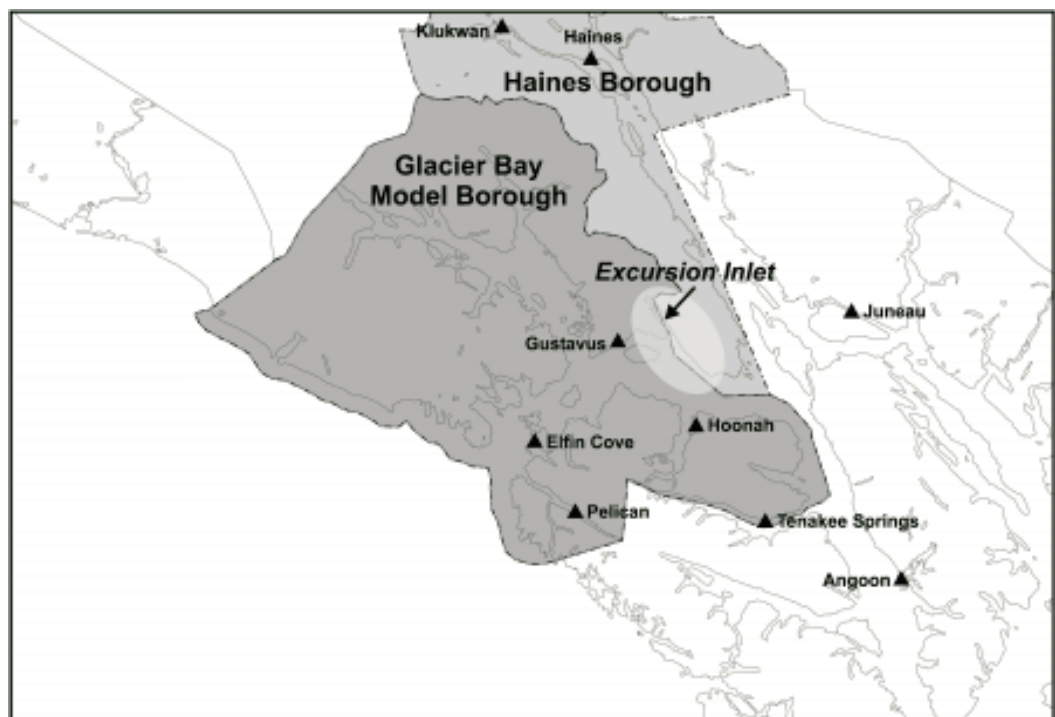 Klukwan
Haines
Haines Borough
Glacier Bay
Model Borough
Excursion Inlet
Juneau
Gustavus
Hoonah
Elfin Cove
Pelican
Tenakee Springs
Angoon